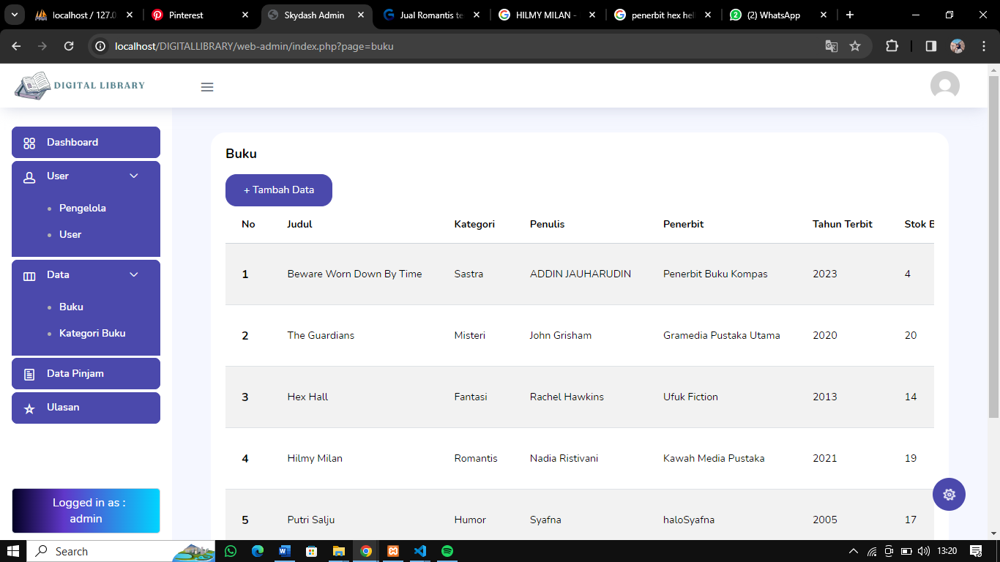 localhost / 127.0
Pinterest
Skydash Admin
Jual Romantis te
HILMY MILAN -
penerbit hex hel
(2) WhatsApp
localhost/DIGITALLIBRARY/web-admin/index.php?page=buku
DIGITAL LIBRARY
Dashboard
User
Pengelola
User
Data
Buku
Kategori Buku
Data Pinjam
Ulasan
Logged in as :
admin
Buku
+ Tambah Data
No Judul Kategori Penulis Penerbit Tahun Terbit Stok B
1 Beware Worn Down By Time Sastra ADDIN JAUHARUDIN Penerbit Buku Kompas 2023 4
2 The Guardians Misteri John Grisham Gramedia Pustaka Utama 2020 20
3 Hex Hall Fantasi Rachel Hawkins Ufuk Fiction 2013 14
4 Hilmy Milan Romantis Nadia Ristivani Kawah Media Pustaka 2021 19
5 Putri Salju Humor Syafna haloSyafna 2005 17
Search
13:20